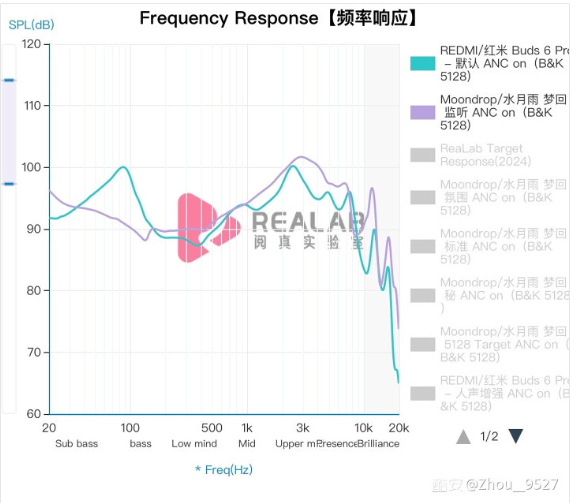 Frequency Response【频率响应】
SPL(dB)
120
110
100
90
80
70
60
20
100
500
1k
3k
10k
20k
Sub bass
bass
Low mind
Mid
Upper m
Presence
Brilliance
* Freq(Hz)
REALAB
阅真实验室
REDMI/红米 Buds 6 Pro
- 默认 ANC on（B&K
5128)
Moondrop/水月雨 梦回
监听 ANC on（B&K
5128)
ReaLab Target
Response(2024)
Moondrop/水月雨 梦回
氛围 ANC on（B&K
5128)
Moondrop/水月雨 梦回
标准 ANC on（B&K
5128)
Moondrop/水月雨 梦回
秘 ANC on（B&K 5128
)
Moondrop/水月雨 梦回
5128 Target ANC on（
B&K 5128)
REDMI/红米 Buds 6 Pro
- 人声增强 ANC on（B
&K 5128)
1/2
酷安 @Zhou__9527